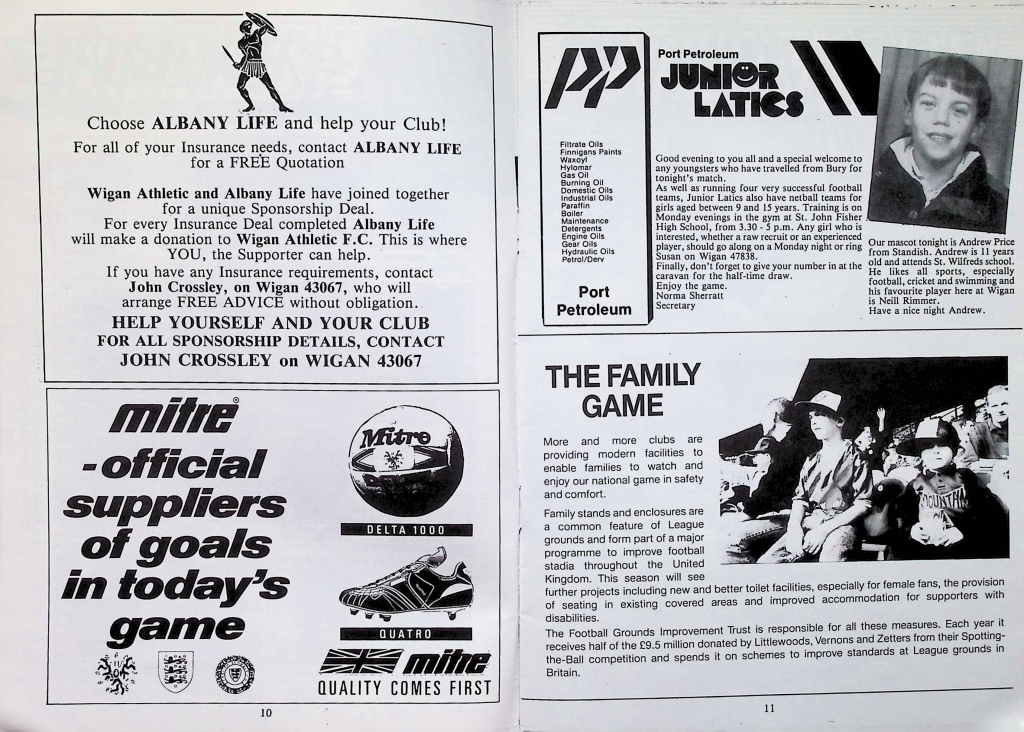 Choose ALBANY LIFE and help your Club!
For all of your Insurance needs, contact ALBANY LIFE
for a FREE Quotation
Wigan Athletic and Albany Life have joined together
for a unique Sponsorship Deal.
For every Insurance Deal completed Albany Life
will make a donation to Wigan Athletic F.C. This is where
YOU, the Supporter can help.
If you have any Insurance requirements, contact
John Crossley, on Wigan 43067, who will
arrange FREE ADVICE without obligation.
HELP YOURSELF AND YOUR CLUB
FOR ALL SPONSORSHIP DETAILS, CONTACT
JOHN CROSSLEY on WIGAN 43067
mitre®
- official
suppliers
of goals
in today's
game
Mitre
DELTA 1000
QUATRO
mitre
QUALITY COMES FIRST
10
pp
Filtrate Oils
Finnigans Paints
Waxoyl
Hylomar
Gas Oil
Burning Oil
Domestic Oils
Industrial Oils
Paraffin
Boiler
Maintenance
Detergents
Engine Oils
Gear Oils
Hydraulic Oils
Petrol/Derv
Port
Petroleum
Port Petroleum
JUNIOR
LATICS
Good evening to you all and a special welcome to
any youngsters who have travelled from Bury for
tonight's match.
As well as running four very successful football
teams, Junior Latics also have netball teams for
girls aged between 9 and 15 years. Training is on
Monday evenings in the gym at St. John Fisher
High School, from 3.30 - 5 p.m. Any girl who is
interested, whether a raw recruit or an experienced
player, should go along on a Monday night or ring
Susan on Wigan 47838.
Finally, don't forget to give your number in at the
caravan for the half-time draw.
Enjoy the game.
Norma Sherratt
Secretary
Our mascot tonight is Andrew Price
from Standish. Andrew is 11 years
old and attends St. Wilfreds school.
He likes all sports, especially
football, cricket and swimming and
his favourite player here at Wigan
is Neill Rimmer.
Have a nice night Andrew.
THE FAMILY
GAME
More and more clubs are
providing modern facilities to
enable families to watch and
enjoy our national game in safety
and comfort.
Family stands and enclosures are
a common feature of League
grounds and form part of a major
programme to improve football
stadia throughout the United
Kingdom. This season will see
further projects including new and better toilet facilities, especially for female fans, the provision
of seating in existing covered areas and improved accommodation for supporters with
disabilities.
The Football Grounds Improvement Trust is responsible for all these measures. Each year it
receives half of the £9.5 million donated by Littlewoods, Vernons and Zetters from their Spotting-
the-Ball competition and spends it on schemes to improve standards at League grounds in
Britain.
11